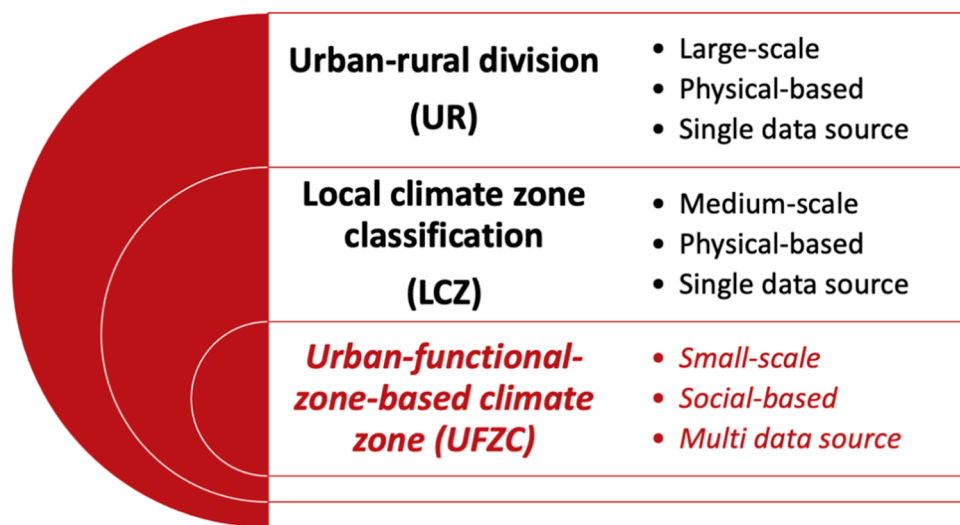 Urban-rural division
(UR)
• Large-scale
• Physical-based
• Single data source
Local climate zone
classification
(LCZ)
• Medium-scale
• Physical-based
• Single data source
Urban-functional-
zone-based climate
zone (UFZC)
• Small-scale
• Social-based
• Multi data source